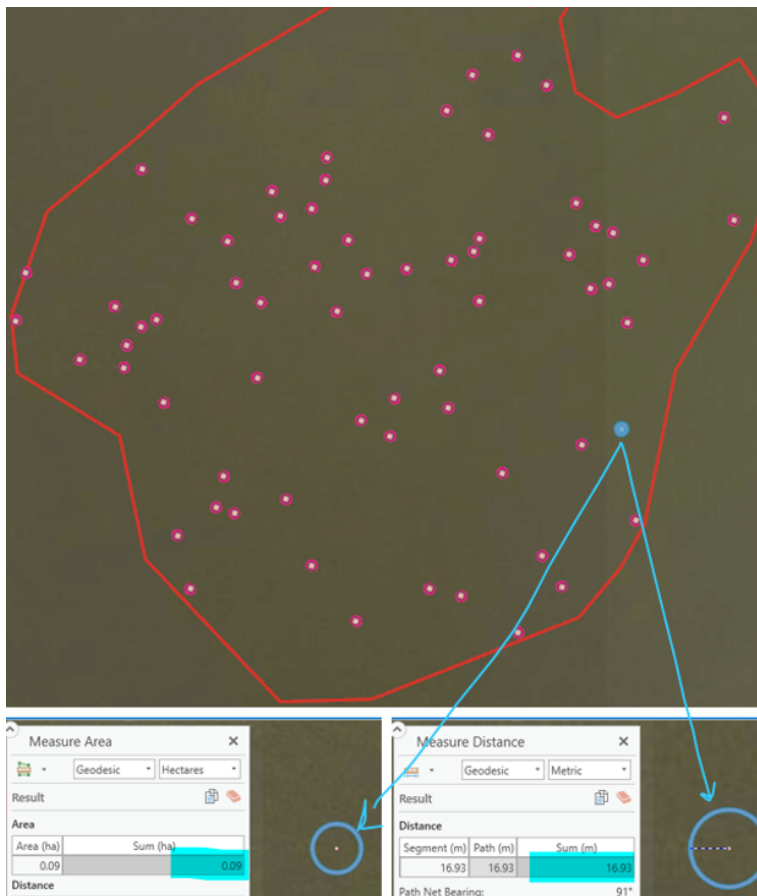 Measure Area
Geodesic Hectares
Result
Area
Area (ha) Sum (ha)
0.09 0.09
Distance
Measure Distance
Geodesic Metric
Result
Distance
Segment (m) Path (m) Sum (m)
16.93 16.93 16.93
Path Net Bearing: 91°